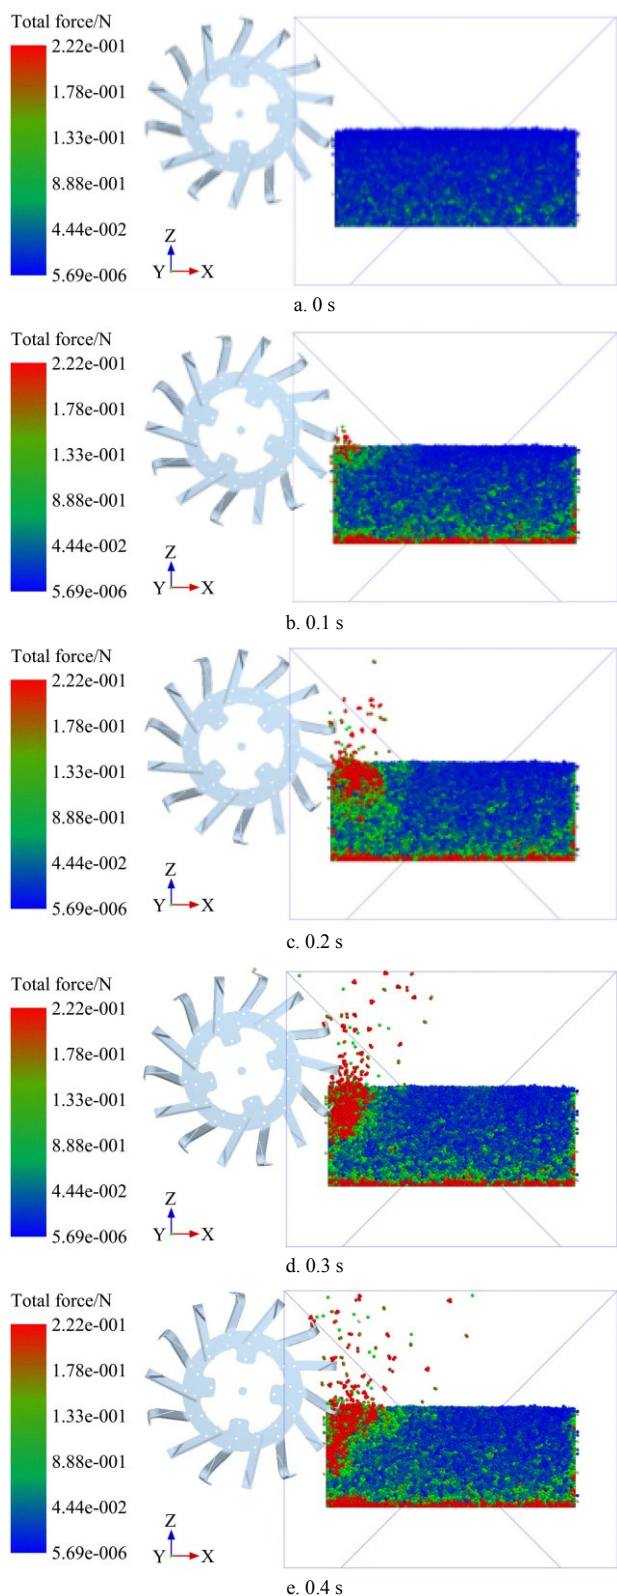 Total force/N
2.22e-001
1.78e-001
1.33e-001
8.88e-001
4.44e-002
5.69e-006
Z
Y X
a. 0 s
Total force/N
2.22e-001
1.78e-001
1.33e-001
8.88e-001
4.44e-002
5.69e-006
Z
Y X
b. 0.1 s
Total force/N
2.22e-001
1.78e-001
1.33e-001
8.88e-001
4.44e-002
5.69e-006
Z
Y X
c. 0.2 s
Total force/N
2.22e-001
1.78e-001
1.33e-001
8.88e-001
4.44e-002
5.69e-006
Z
Y X
d. 0.3 s
Total force/N
2.22e-001
1.78e-001
1.33e-001
8.88e-001
4.44e-002
5.69e-006
Z
Y X
e. 0.4 s